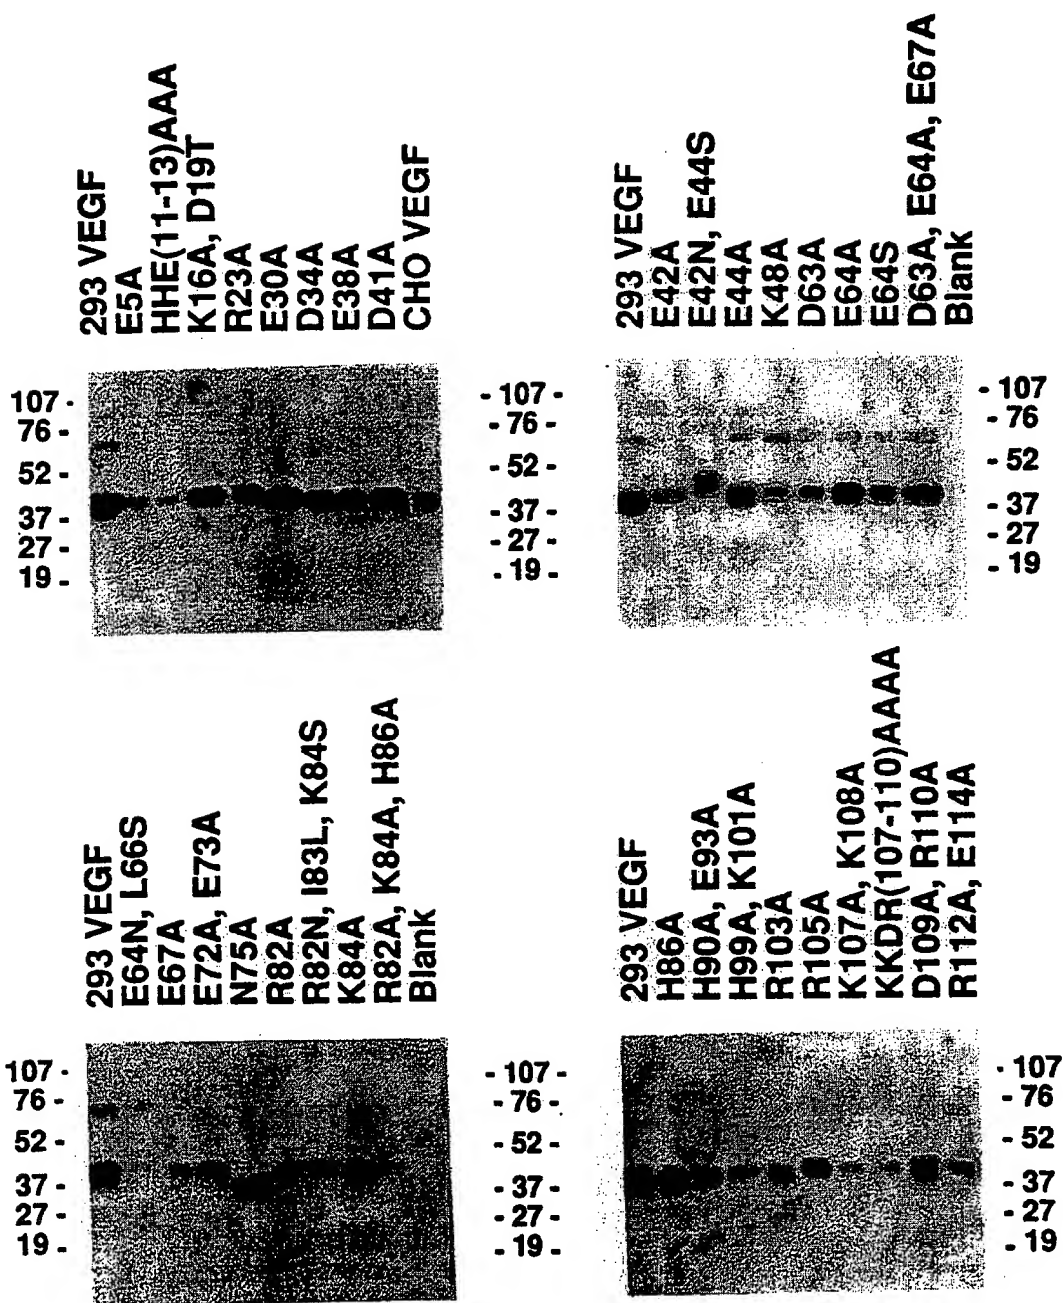 293 VEGF
E5A
HHE(11-13)AAA
K16A, D19T
R23A
E30A
D34A
E38A
D41A
CHO VEGF
293 VEGF
E42A
E42N, E44S
E44A
K48A
D63A
E64A
E64S
D63A, E64A, E67A
Blank
107 -
76 -
52 -
37 -
27 -
19 -
- 107 -
- 76 -
- 52 -
- 37 -
- 27 -
- 19 -
- 107
- 76
- 52
- 37
- 27
- 19
293 VEGF
E64N, L66S
E67A
E72A, E73A
N75A
R82A
R82N, I83L, K84S
K84A
R82A, K84A, H86A
Blank
293 VEGF
H86A
H90A, E93A
H99A, K101A
R103A
R105A
K107A, K108A
KKDR(107-110)AAAA
D109A, R110A
R112A, E114A
107 -
76 -
52 -
37 -
27 -
19 -
- 107 -
- 76 -
- 52 -
- 37 -
- 27 -
- 19 -
- 107
- 76
- 52
- 37
- 27
- 19